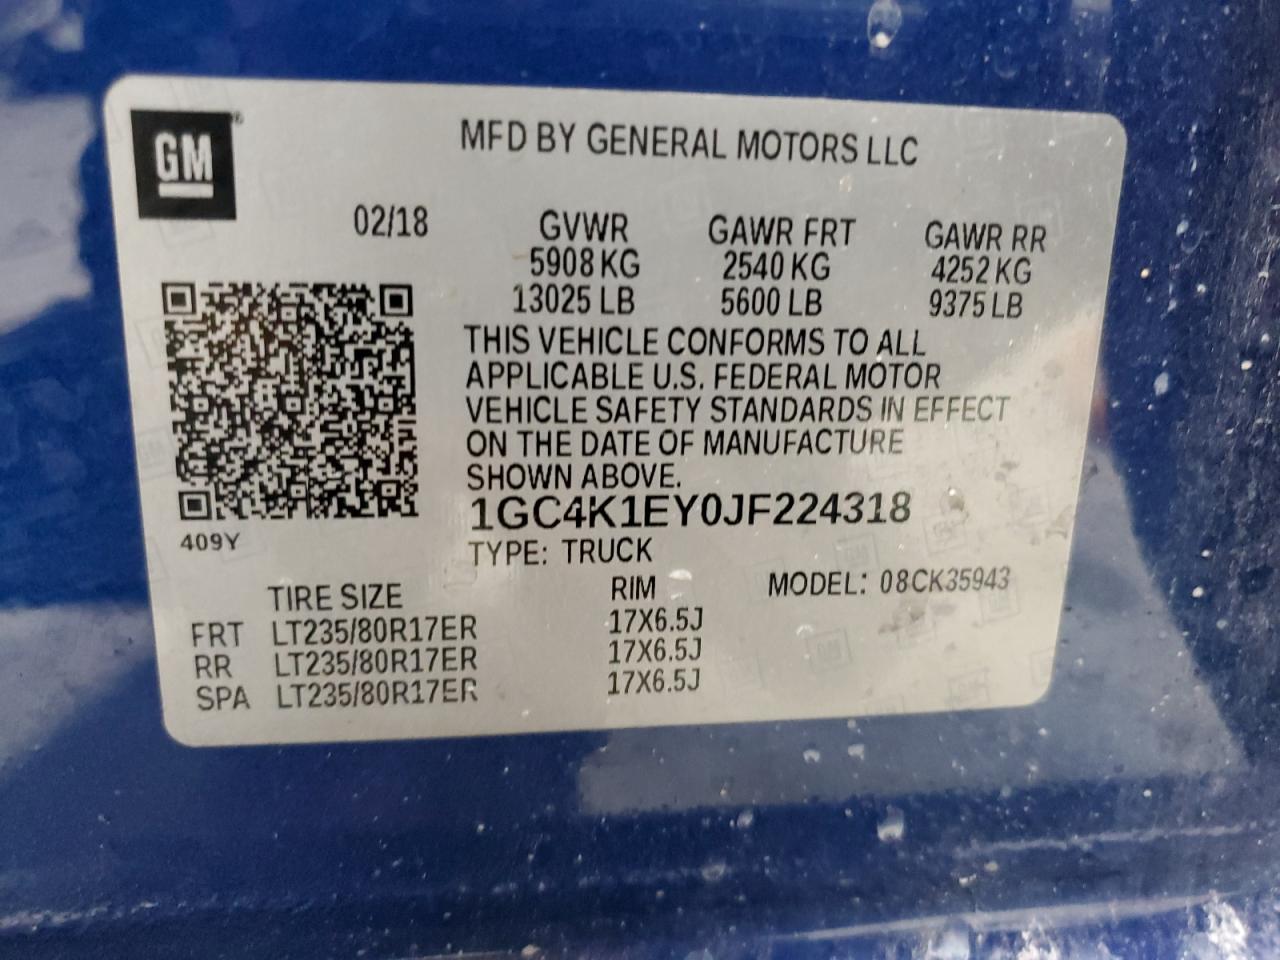 GM
MFD BY GENERAL MOTORS LLC
02/18 GVWR GAWR FRT GAWR RR
5908 KG 2540 KG 4252 KG
13025 LB 5600 LB 9375 LB
THIS VEHICLE CONFORMS TO ALL
APPLICABLE U.S. FEDERAL MOTOR
VEHICLE SAFETY STANDARDS IN EFFECT
ON THE DATE OF MANUFACTURE
SHOWN ABOVE.
1GC4K1EY0JF224318
409Y
TYPE: TRUCK
TIRE SIZE RIM MODEL: 08CK35943
FRT LT235/80R17ER 17X6.5J
RR LT235/80R17ER 17X6.5J
SPA LT235/80R17ER 17X6.5J